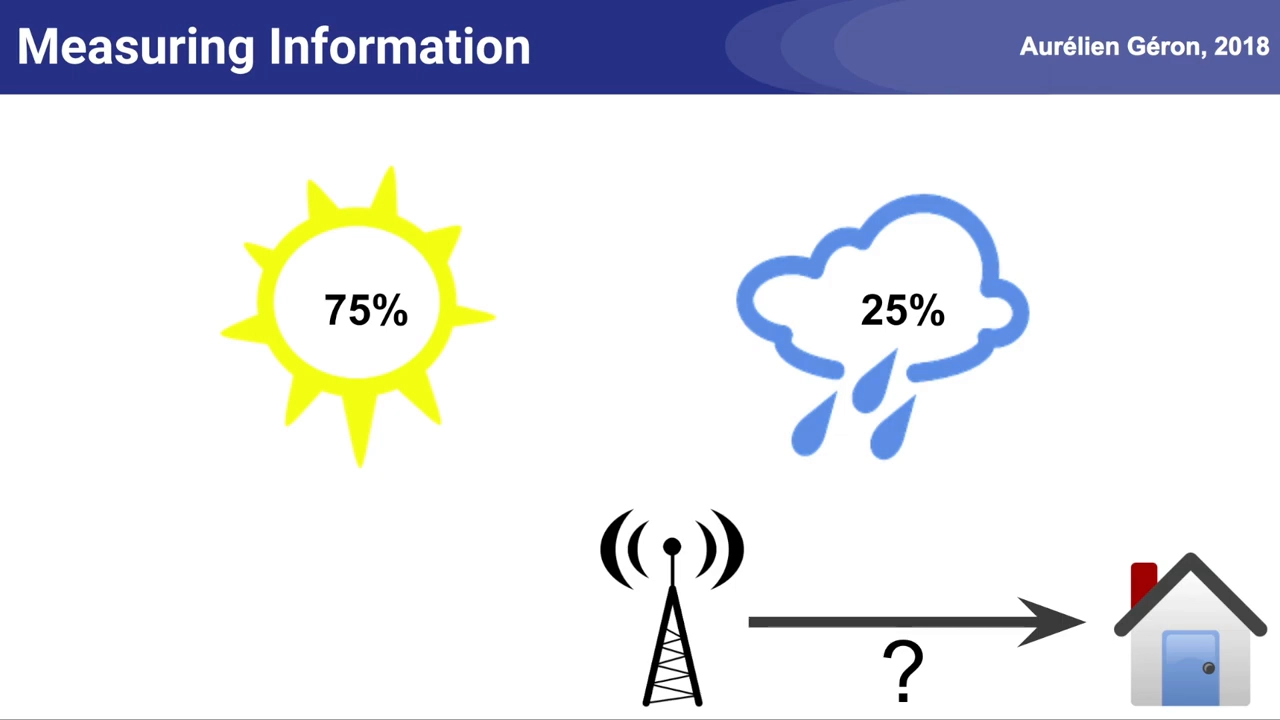 Measuring Information
Aurélien Géron, 2018
75%
25%
?